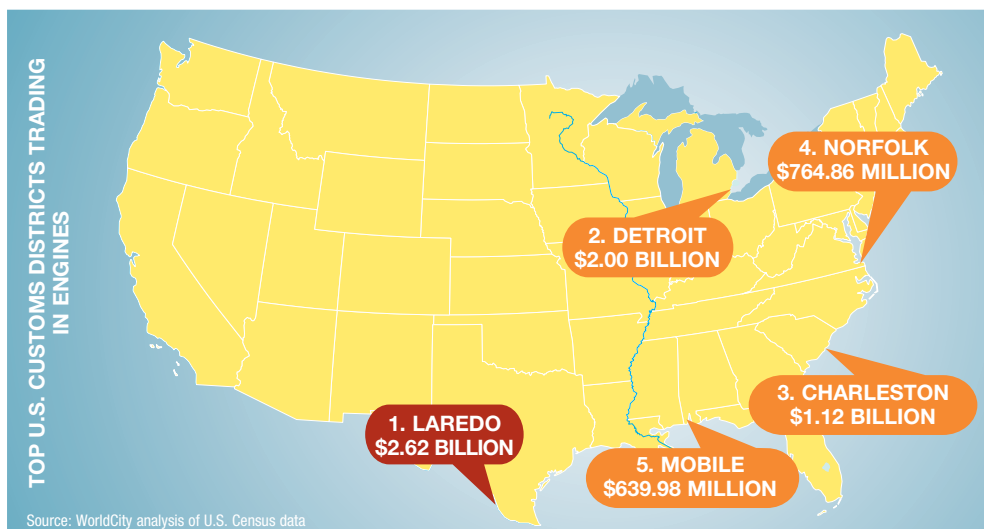 TOP U.S. CUSTOMS DISTRICTS TRADING
IN ENGINES
4. NORFOLK
$764.86 MILLION
2. DETROIT
$2.00 BILLION
3. CHARLESTON
$1.12 BILLION
1. LAREDO
$2.62 BILLION
5. MOBILE
$639.98 MILLION
Source: WorldCity analysis of U.S. Census data